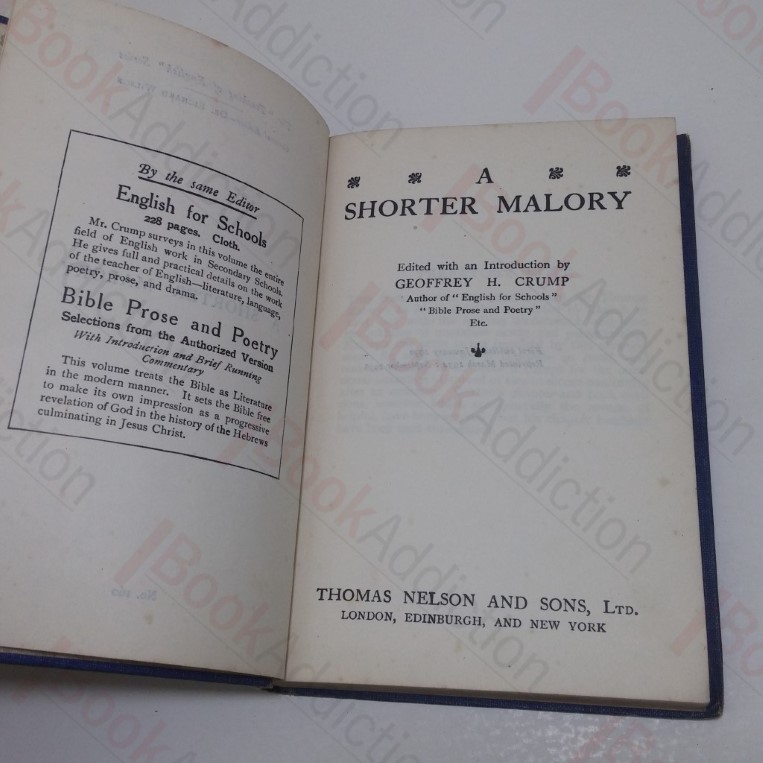 By the same Editor
English for Schools
228 pages. Cloth.
Mr. Crump surveys in this volume the entire
field of English work in Secondary Schools.
He gives full and practical details on the work
of the teacher of English—literature, language,
poetry, prose, and drama.
Bible Prose and Poetry
Selections from the Authorized Version
With Introduction and Brief Running
Commentary
This volume treats the Bible as Literature
in the modern manner. It sets the Bible free
to make its own impression as a progressive
revelation of God in the history of the Hebrews
culminating in Jesus Christ.
A
SHORTER MALORY
Edited with an Introduction by
GEOFFREY H. CRUMP
Author of "English for Schools"
"Bible Prose and Poetry"
Etc.
THOMAS NELSON AND SONS, LTD.
LONDON, EDINBURGH, AND NEW YORK
BookAddiction